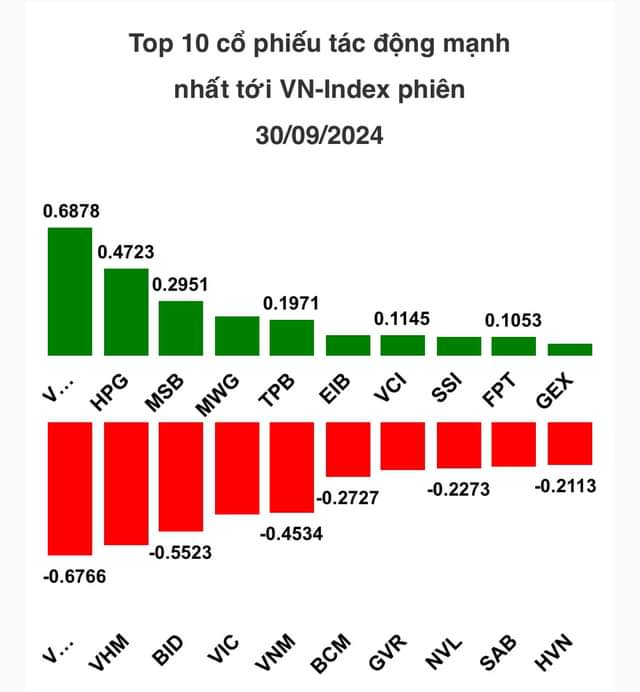 Top 10 cổ phiếu tác động mạnh
nhất tới VN-Index phiên
30/09/2024
0.6878
0.4723
0.2951
0.1971
0.1145
0.1053
V...
HPG
MSB
MWG
TPB
EIB
VCI
SSI
FPT
GEX
-0.6766
-0.5523
-0.4534
-0.2727
-0.2273
-0.2113
V...
VHM
BID
VIC
VNM
BCM
GVR
NVL
SAB
HVN